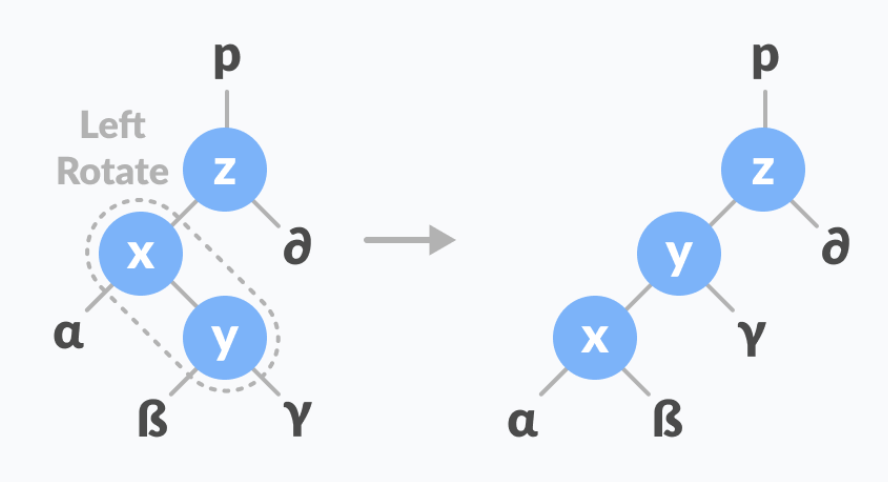 p
Left
Rotate
z
x
∂
α
y
ß
γ
p
z
y
∂
x
γ
α
ß